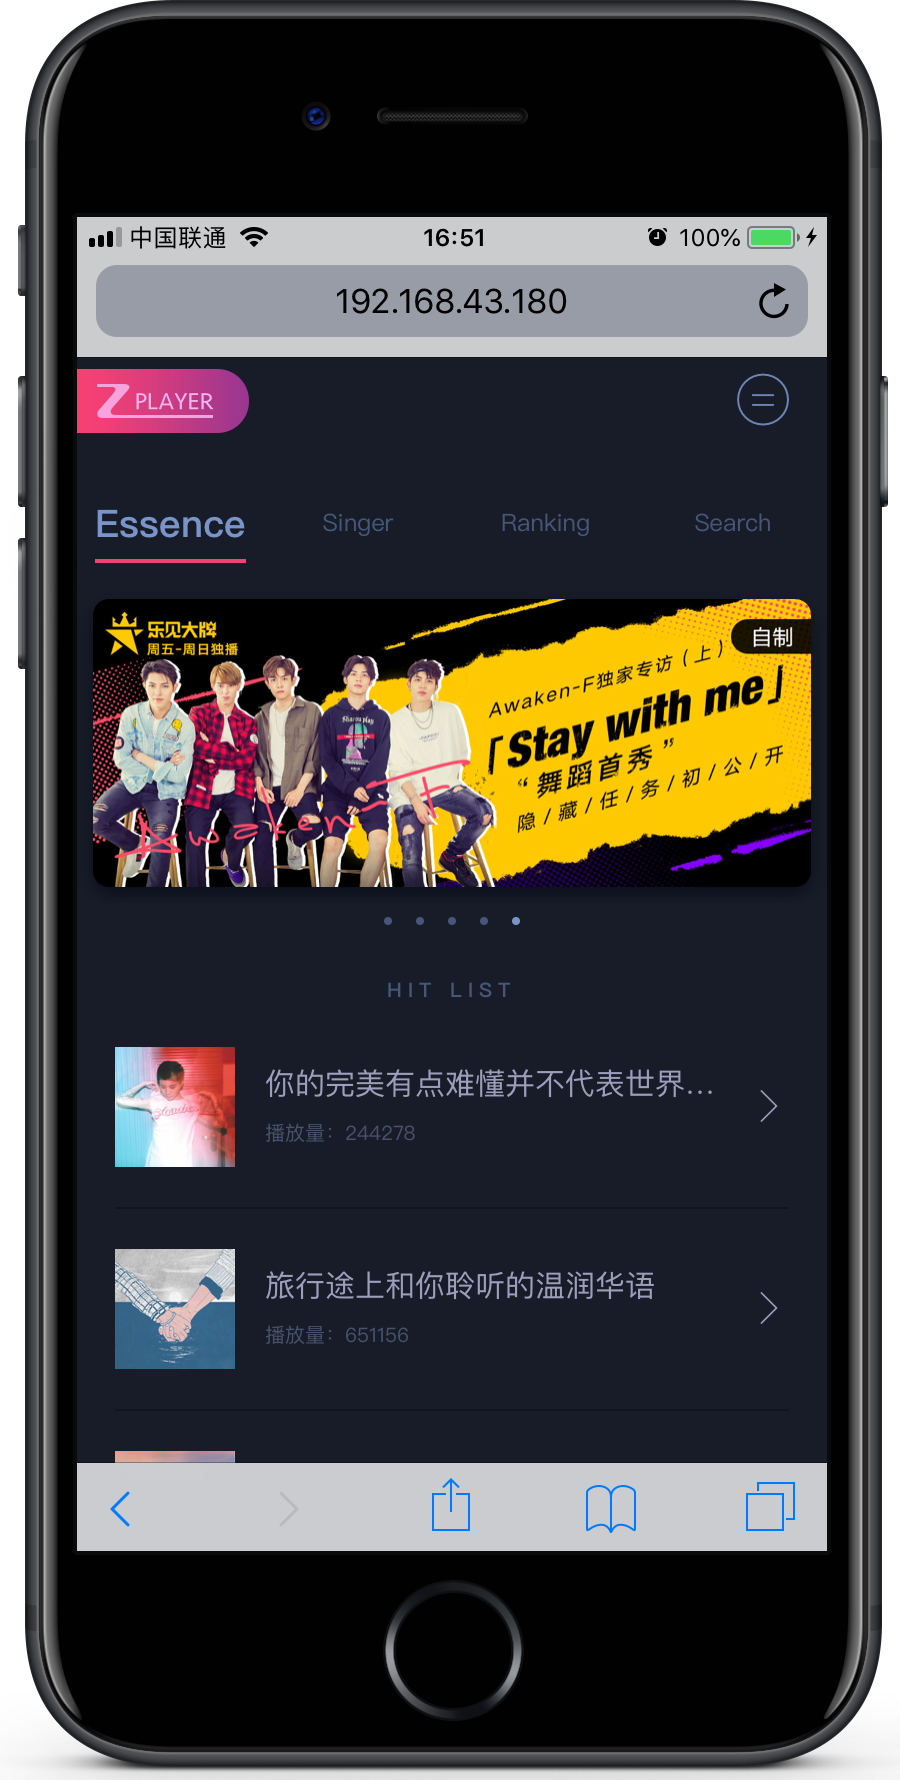 中国联通
16:51
100%
192.168.43.180
Z PLAYER
Essence
Singer
Ranking
Search
乐见大牌
周五-周日独播
自制
Awaken-F独家专访（上）
「Stay with me」
“舞蹈首秀”
隐/藏/任/务/初/公/开
Awaken-F
HIT LIST
你的完美有点难懂并不代表世界...
播放量：244278
旅行途上和你聆听的温润华语
播放量：651156